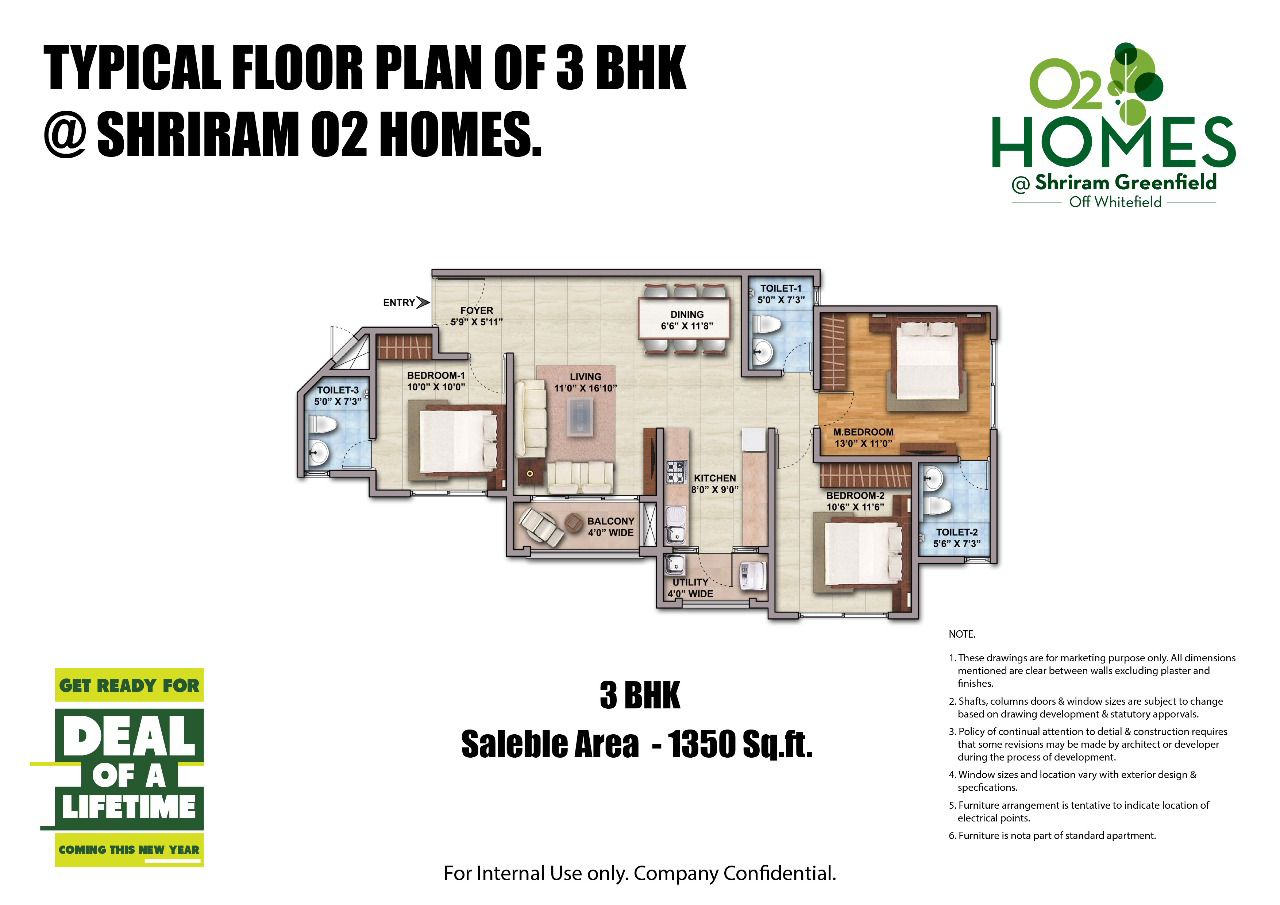 TYPICAL FLOOR PLAN OF 3 BHK
@ SHRIRAM O2 HOMES.
O2
HOMES
@ Shriram Greenfield
Off Whitefield
ENTRY
FOYER
5'9" X 5'11"
DINING
6'6" X 11'8"
TOILET-1
5'0" X 7'3"
BEDROOM-1
10'0" X 10'0"
LIVING
11'0" X 16'10"
TOILET-3
5'0" X 7'3"
M.BEDROOM
13'0" X 11'0"
KITCHEN
8'0" X 9'0"
BEDROOM-2
10'6" X 11'6"
BALCONY
4'0" WIDE
TOILET-2
5'6" X 7'3"
UTILITY
4'0" WIDE
NOTE.
1. These drawings are for marketing purpose only. All dimensions
mentioned are clear between walls excluding plaster and
finishes.
2. Shafts, columns doors & window sizes are subject to change
based on drawing development & statutory apporvals.
3. Policy of continual attention to detial & construction requires
that some revisions may be made by architect or developer
during the process of development.
4. Window sizes and location vary with exterior design &
specfications.
5. Furniture arrangement is tentative to indicate location of
electrical points.
6. Furniture is nota part of standard apartment.
3 BHK
Saleble Area - 1350 Sq.ft.
GET READY FOR
DEAL
OF A
LIFETIME
COMING THIS NEW YEAR
For Internal Use only. Company Confidential.